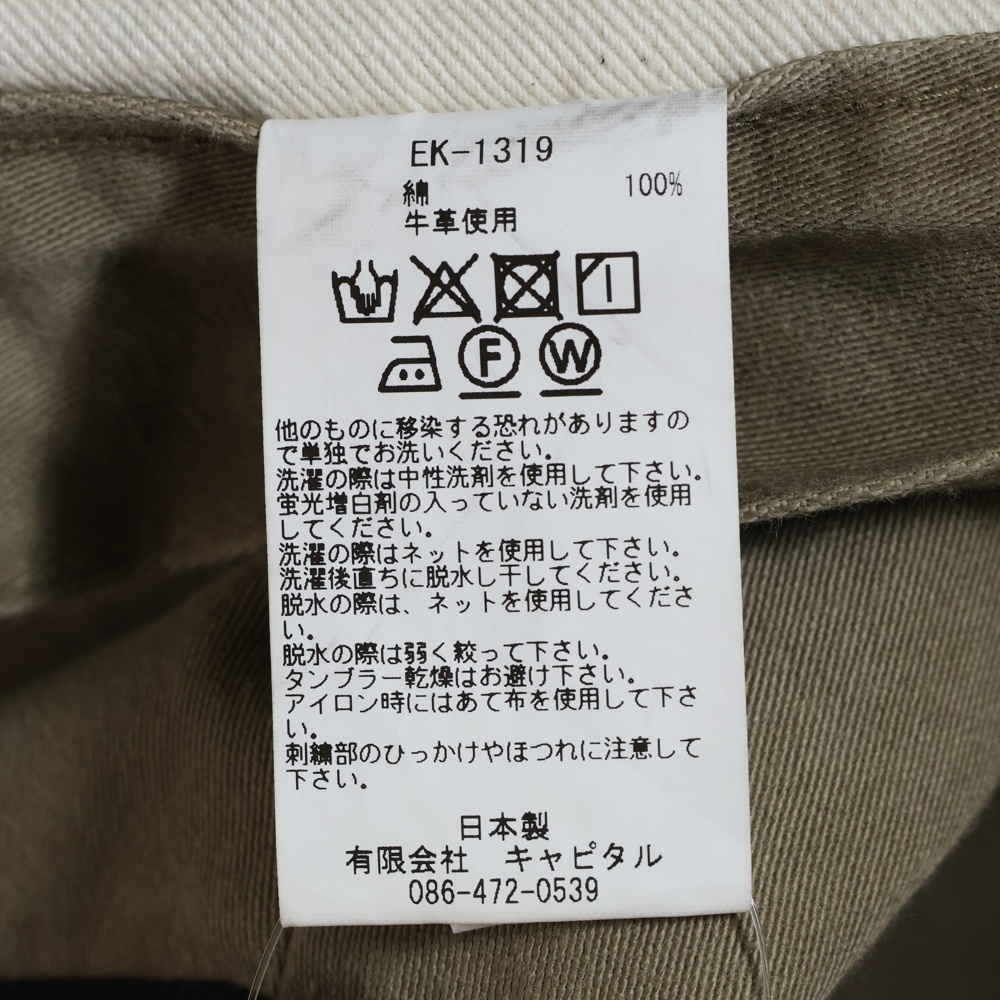 EK-1319
綿 100%
牛革使用
F W
他のものに移染する恐れがありますの
で単独でお洗いください。
洗濯の際は中性洗剤を使用して下さい。
蛍光増白剤の入っていない洗剤を使用
してください。
洗濯の際はネットを使用して下さい。
洗濯後直ちに脱水し干してください。
脱水の際は、ネットを使用してくださ
い。
脱水の際は弱く絞って下さい。
タンブラー乾燥はお避け下さい。
アイロン時にはあて布を使用して下さ
い。
刺繍部のひっかけやほつれに注意して
下さい。
日本製
有限会社 キャピタル
086-472-0539